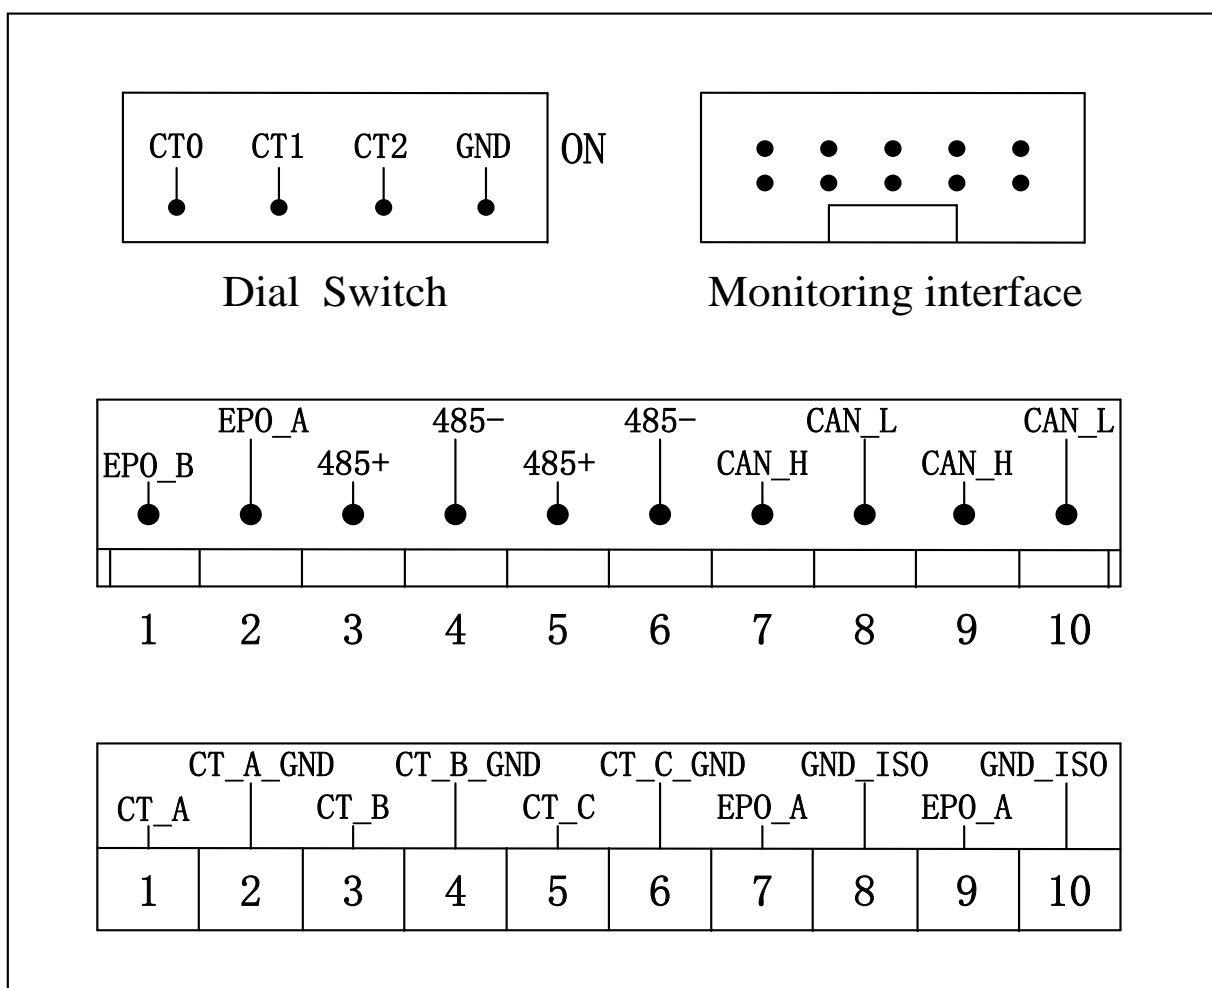 CT0 CT1 CT2 GND ON
Dial Switch
Monitoring interface
EPO_A 485- 485- CAN_L CAN_L
EPO_B 485+ 485+ CAN_H CAN_H
1 2 3 4 5 6 7 8 9 10
CT_A_GND CT_B_GND CT_C_GND GND_ISO GND_ISO
CT_A CT_B CT_C EPO_A EPO_A
1 2 3 4 5 6 7 8 9 10